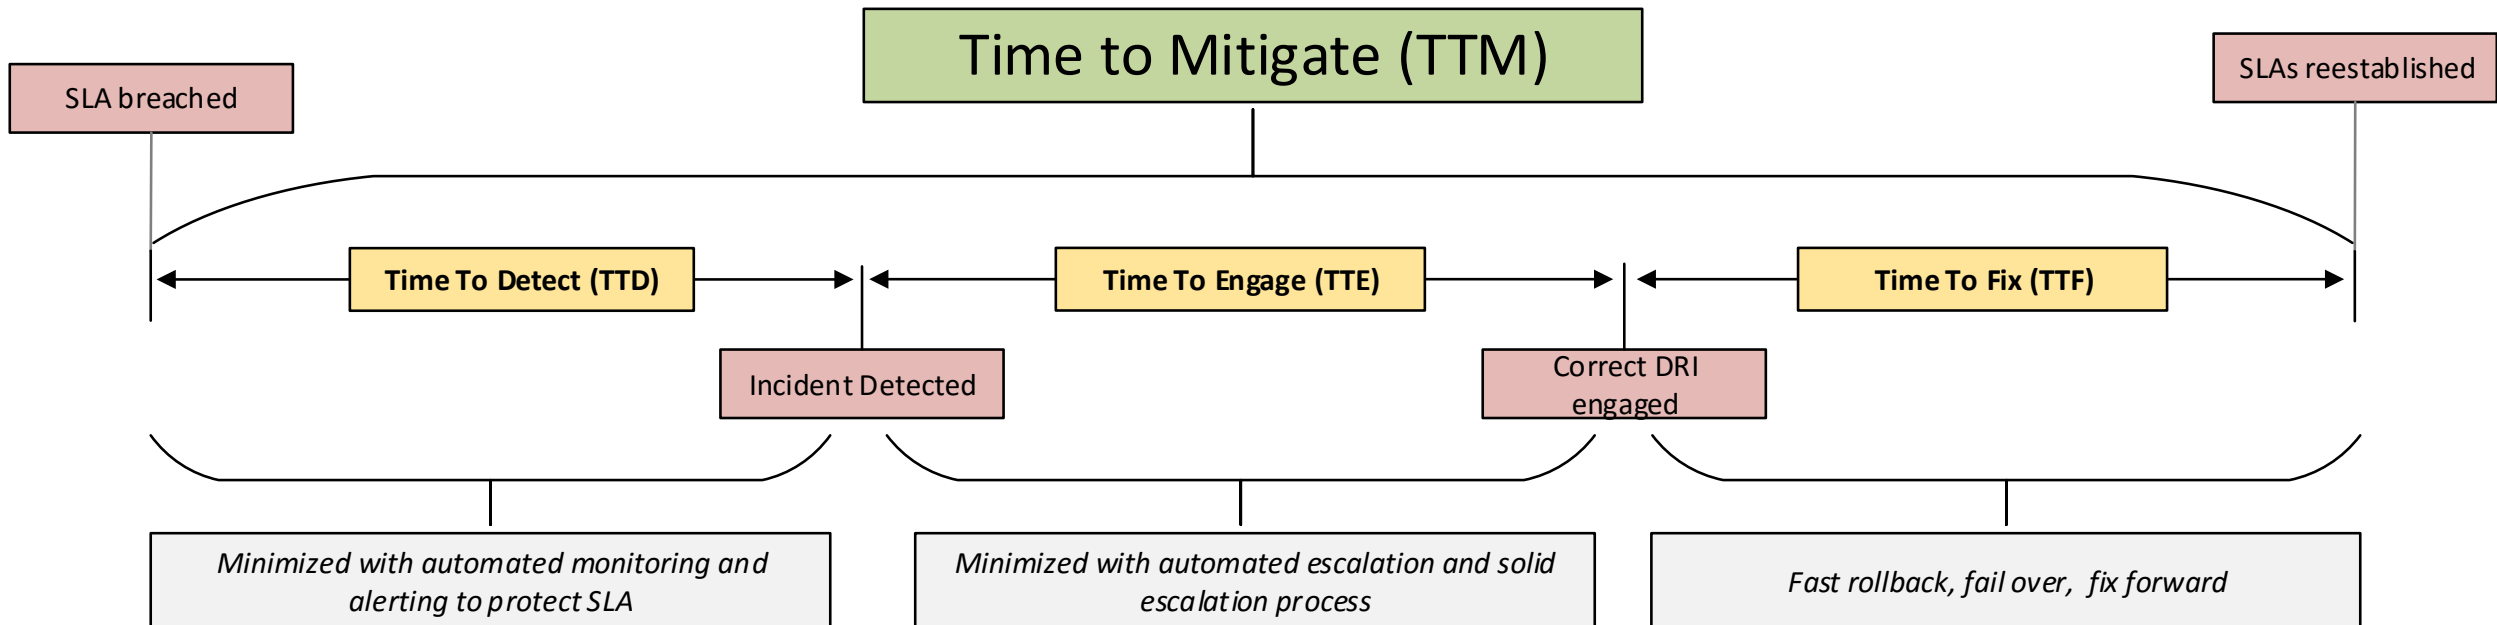 Time to Mitigate (TTM)
SLA breached
SLAs reestablished
Time To Detect (TTD)
Time To Engage (TTE)
Time To Fix (TTF)
Incident Detected
Correct DRI
engaged
Minimized with automated monitoring and
alerting to protect SLA
Minimized with automated escalation and solid
escalation process
Fast rollback, fail over, fix forward